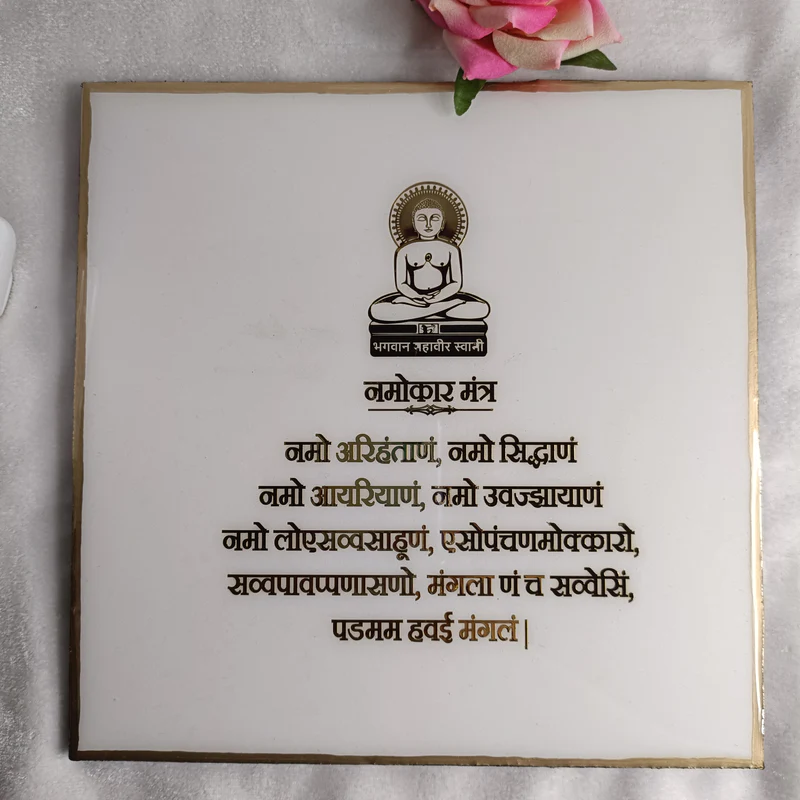 भगवान महावीर स्वामी
नमोकार मंत्र
नमो अरिहंताणं, नमो सिद्धाणं
नमो आयरियाणं, नमो उवज्झायाणं
नमो लोएसव्वसाहूणं, एसोपंचणमोक्कारो,
सव्वपावप्पणासणो, मंगला णं च सव्वेसिं,
पडमम हवई मंगलं|